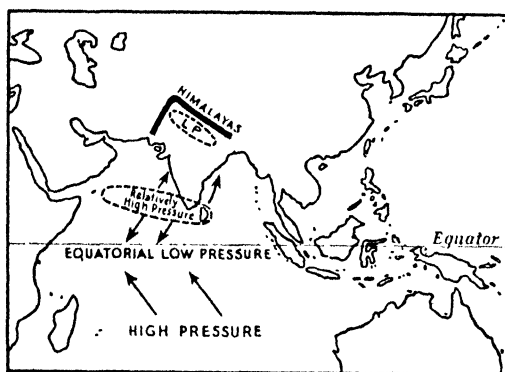 HIMALAYAS
L P
Relatively
High Pressure
Equator
EQUATORIAL LOW PRESSURE
HIGH PRESSURE